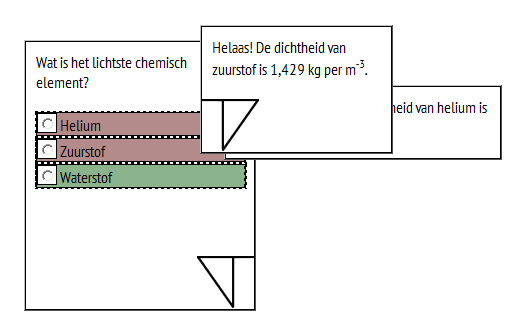 Wat is het lichtste chemisch
element?
Helium
Zuurstof
Waterstof
Helaas! De dichtheid van
zuurstof is 1,429 kg per m-3.
heid van helium is